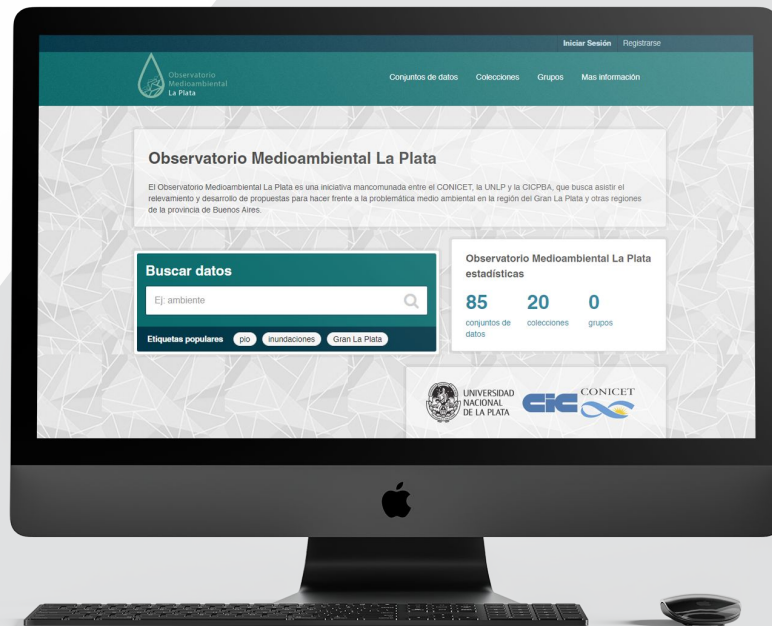 Iniciar Sesión Registrarse
Observatorio
Medioambiental
La Plata
Conjuntos de datos Colecciones Grupos Mas información
Observatorio Medioambiental La Plata
El Observatorio Medioambiental La Plata es una iniciativa mancomunada entre el CONICET, la UNLP y la CICPBA, que busca asistir el
relevamiento y desarrollo de propuestas para hacer frente a la problemática medio ambiental en la región del Gran La Plata y otras regiones
de la provincia de Buenos Aires.
Buscar datos
Ej: ambiente
Etiquetas populares pio inundaciones Gran La Plata
Observatorio Medioambiental La Plata
estadísticas
85 20 0
conjuntos de colecciones grupos
datos
UNIVERSIDAD
NACIONAL
DE LA PLATA
CIC
CONICET